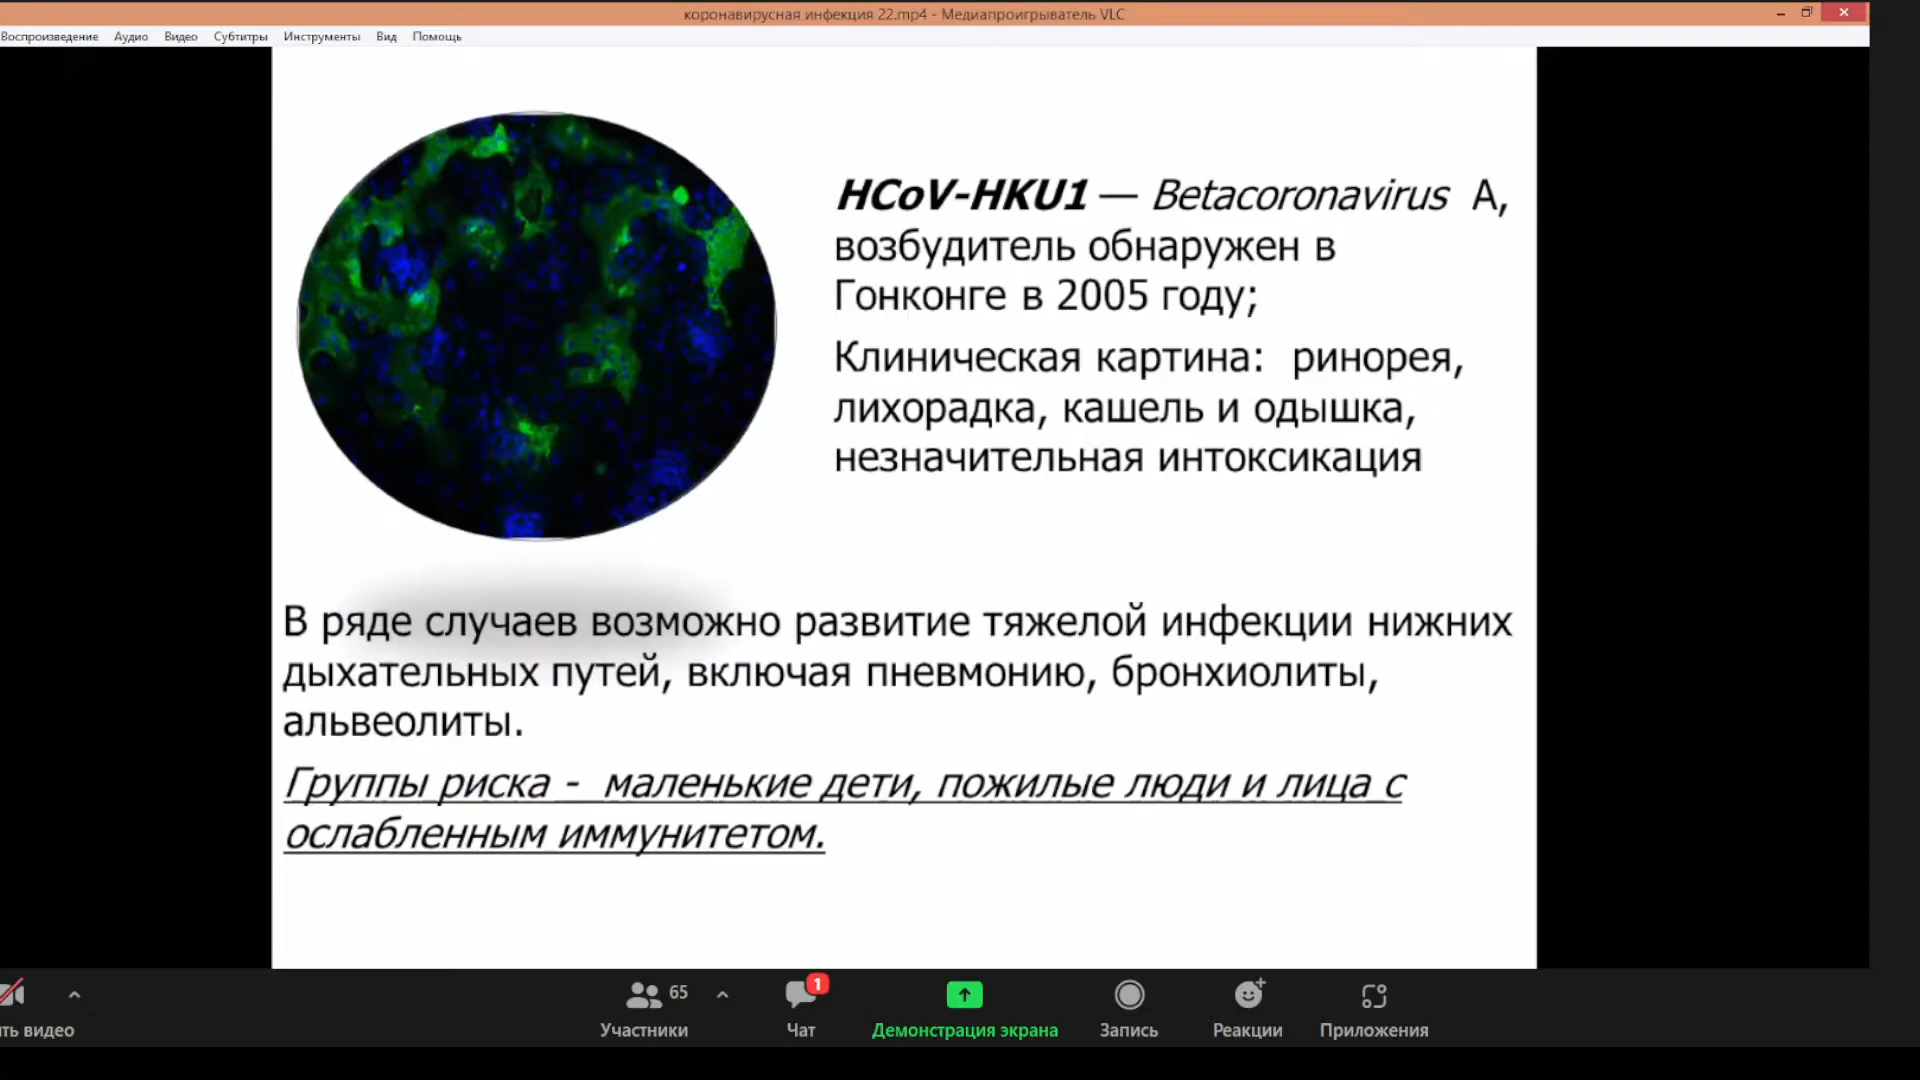 коронавирусная инфекция 22.mp4 - Медиапроигрыватель VLC
Воспроизведение Аудио Видео Субтитры Инструменты Вид Помощь
HCoV-HKU1 — Betacoronavirus A,
возбудитель обнаружен в
Гонконге в 2005 году;
Клиническая картина: ринорея,
лихорадка, кашель и одышка,
незначительная интоксикация
В ряде случаев возможно развитие тяжелой инфекции нижних
дыхательных путей, включая пневмонию, бронхиолиты,
альвеолиты.
Группы риска - маленькие дети, пожилые люди и лица с
ослабленным иммунитетом.
65
1
ть видео Участники Чат Демонстрация экрана Запись Реакции Приложения